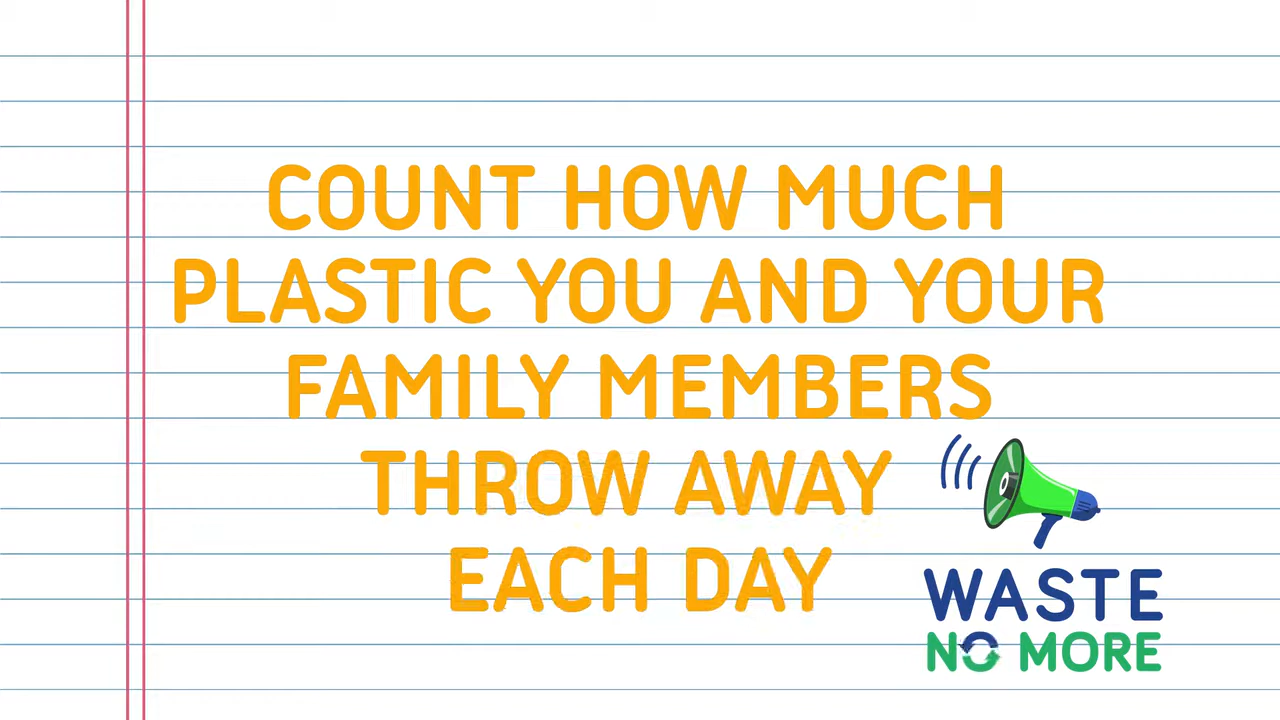 COUNT HOW MUCH
PLASTIC YOU AND YOUR
FAMILY MEMBERS
THROW AWAY
EACH DAY
WASTE
NO MORE